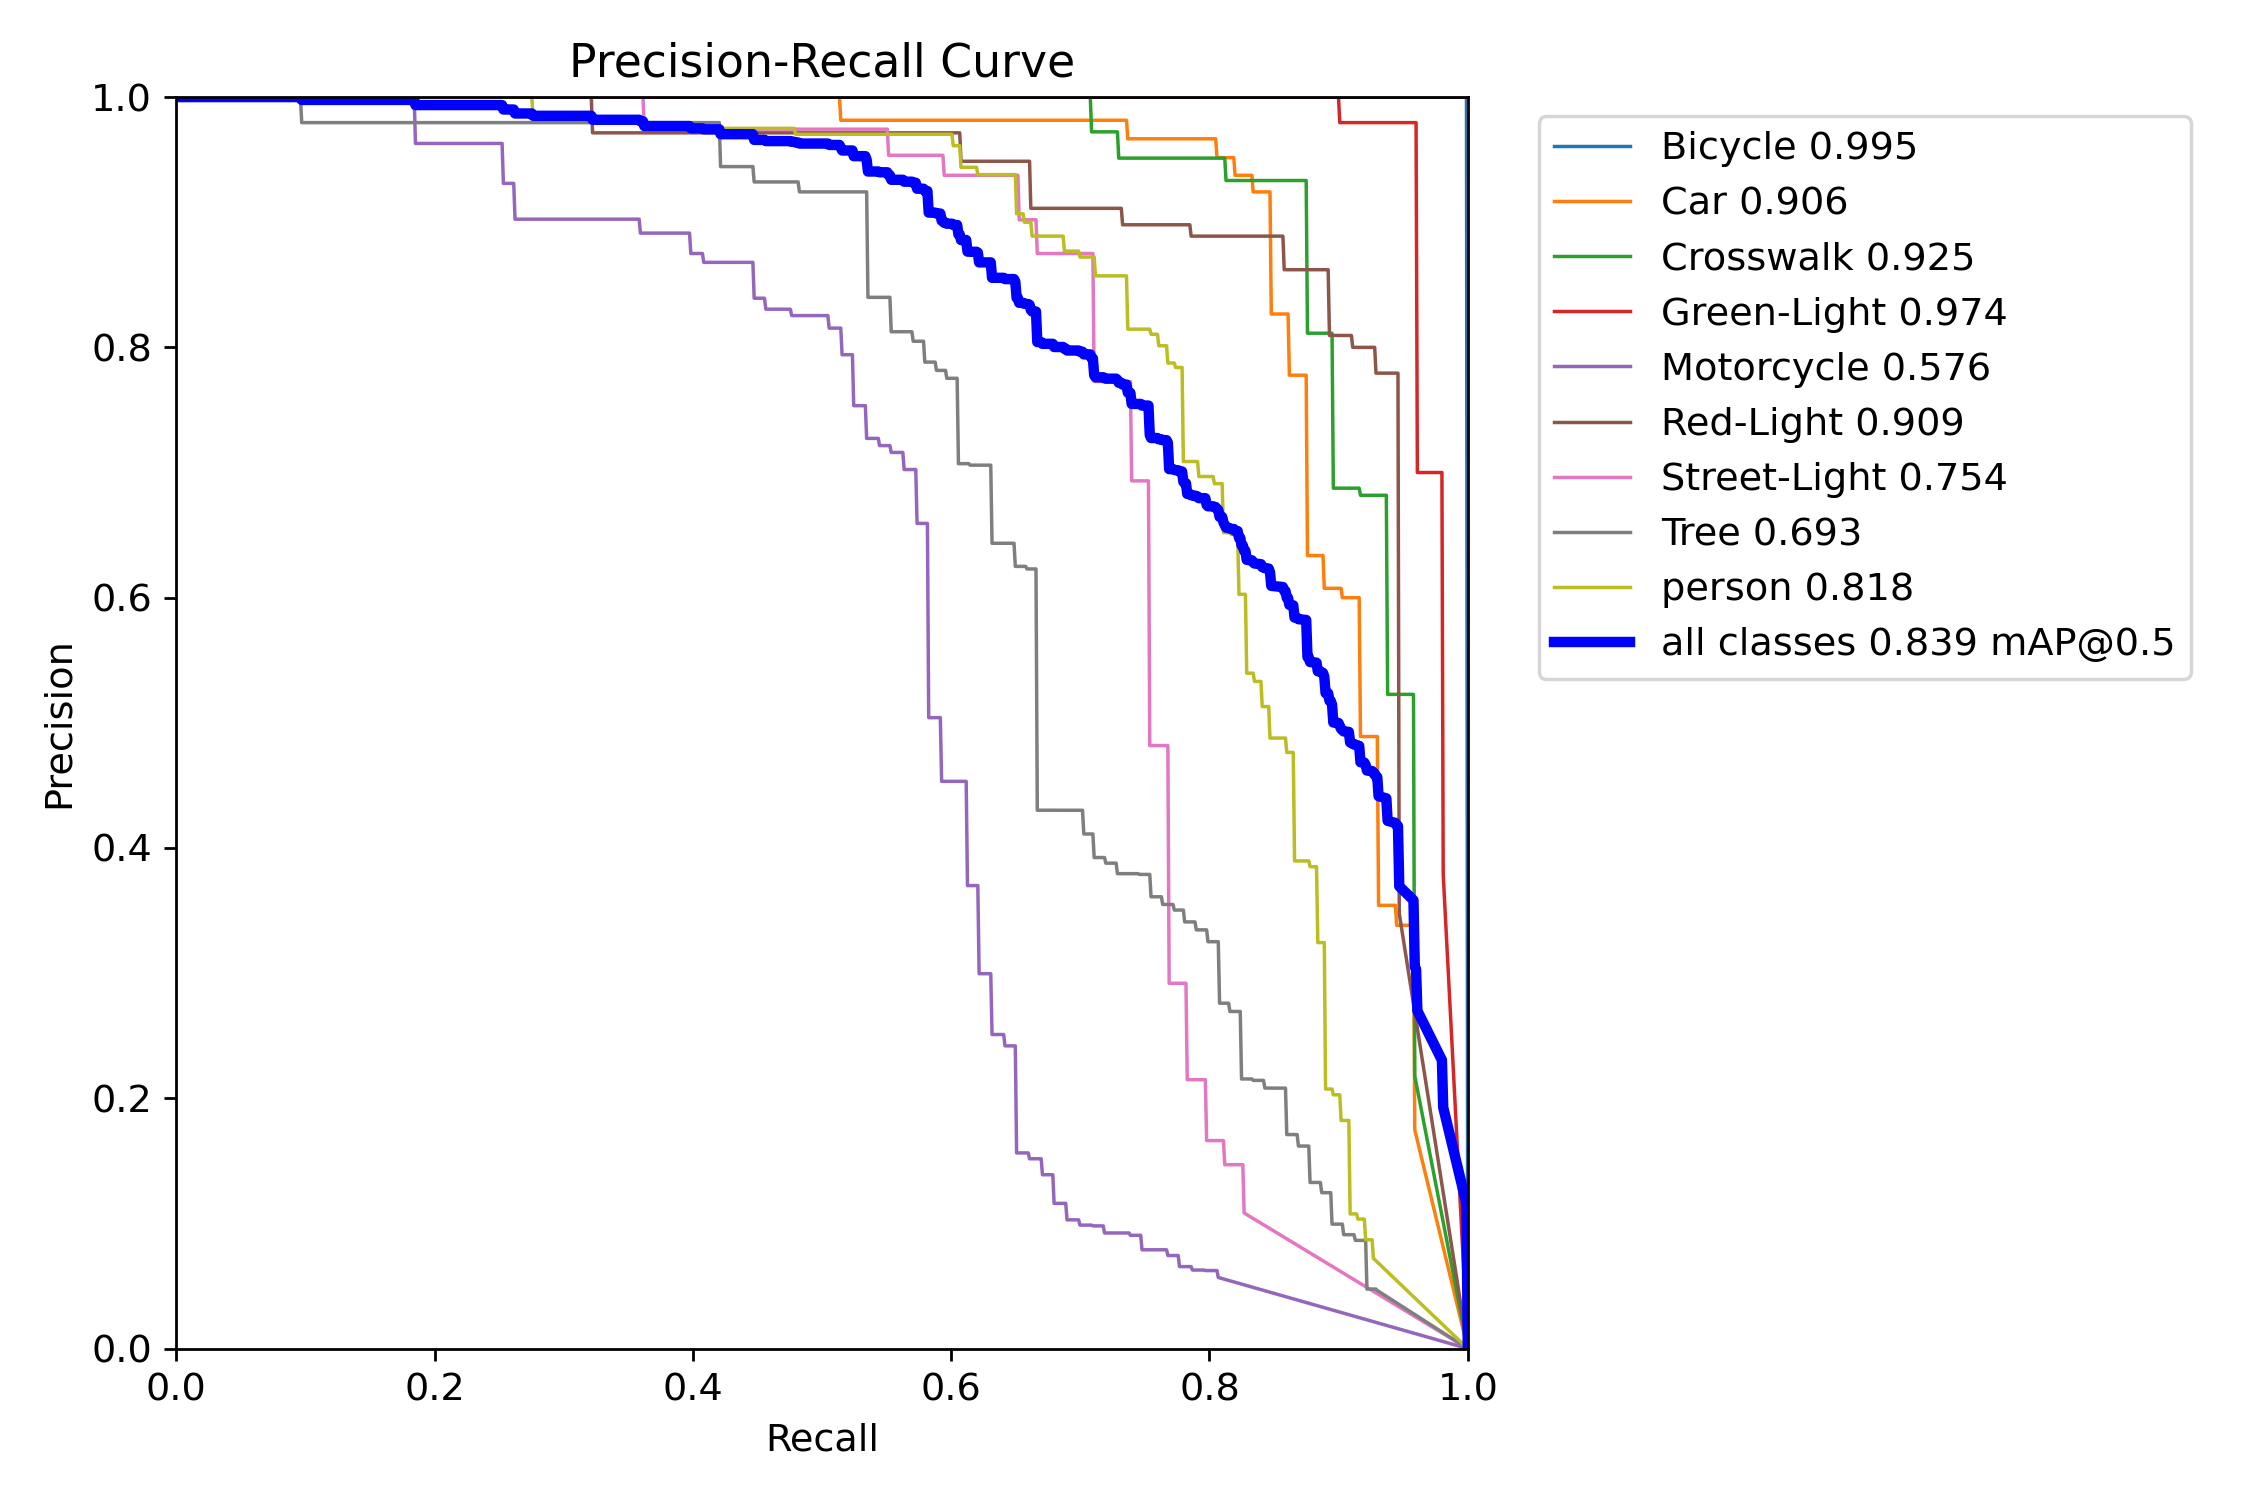 Precision-Recall Curve
1.0
0.8
0.6
0.4
0.2
0.0
Precision
0.0 0.2 0.4 0.6 0.8 1.0
Recall
Bicycle 0.995
Car 0.906
Crosswalk 0.925
Green-Light 0.974
Motorcycle 0.576
Red-Light 0.909
Street-Light 0.754
Tree 0.693
person 0.818
all classes 0.839 mAP@0.5